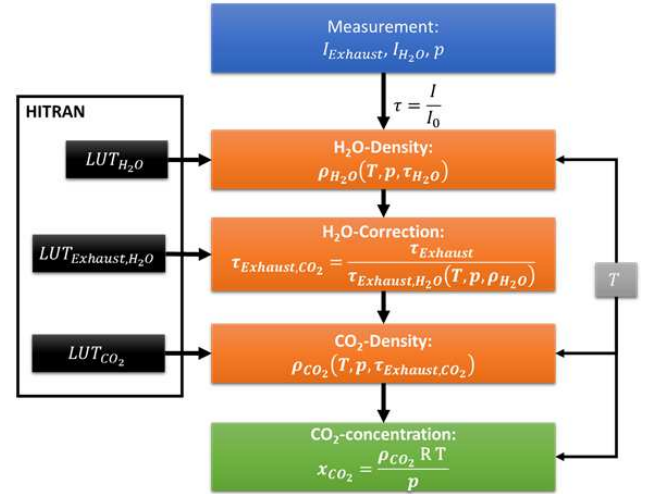 Measurement:
I_Exhaust, I_H₂O, p
τ = I / I₀
HITRAN
LUT_H₂O
H₂O-Density:
ρ_H₂O(T, p, τ_H₂O)
LUT_Exhaust,H₂O
H₂O-Correction:
τ_Exhaust,CO₂ = τ_Exhaust / τ_Exhaust,H₂O(T, p, ρ_H₂O)
T
LUT_CO₂
CO₂-Density:
ρ_CO₂(T, p, τ_Exhaust,CO₂)
CO₂-concentration:
x_CO₂ = ρ_CO₂ R T / p